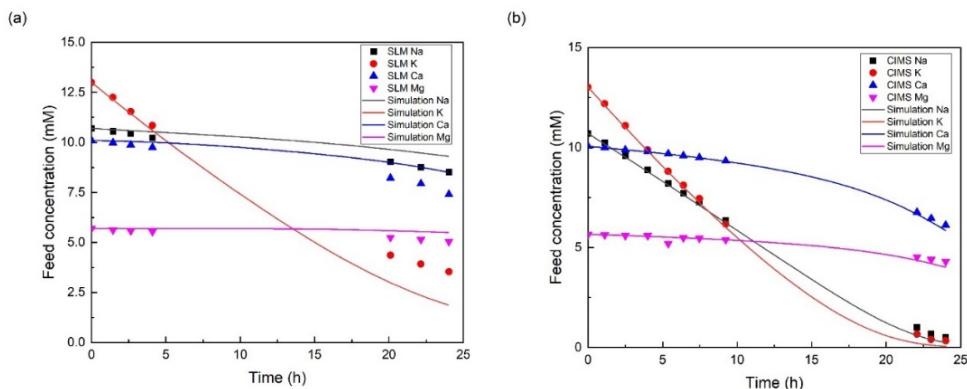 (a)
15.0
12.5
10.0
7.5
5.0
2.5
0.0
Feed concentration (mM)
0
5
10
15
20
25
Time (h)
SLM Na
SLM K
SLM Ca
SLM Mg
Simulation Na
Simulation K
Simulation Ca
Simulation Mg
(b)
15
10
5
0
Feed concentration (mM)
0
5
10
15
20
25
Time (h)
CIMS Na
CIMS K
CIMS Ca
CIMS Mg
Simulation Na
Simulation K
Simulation Ca
Simulation Mg